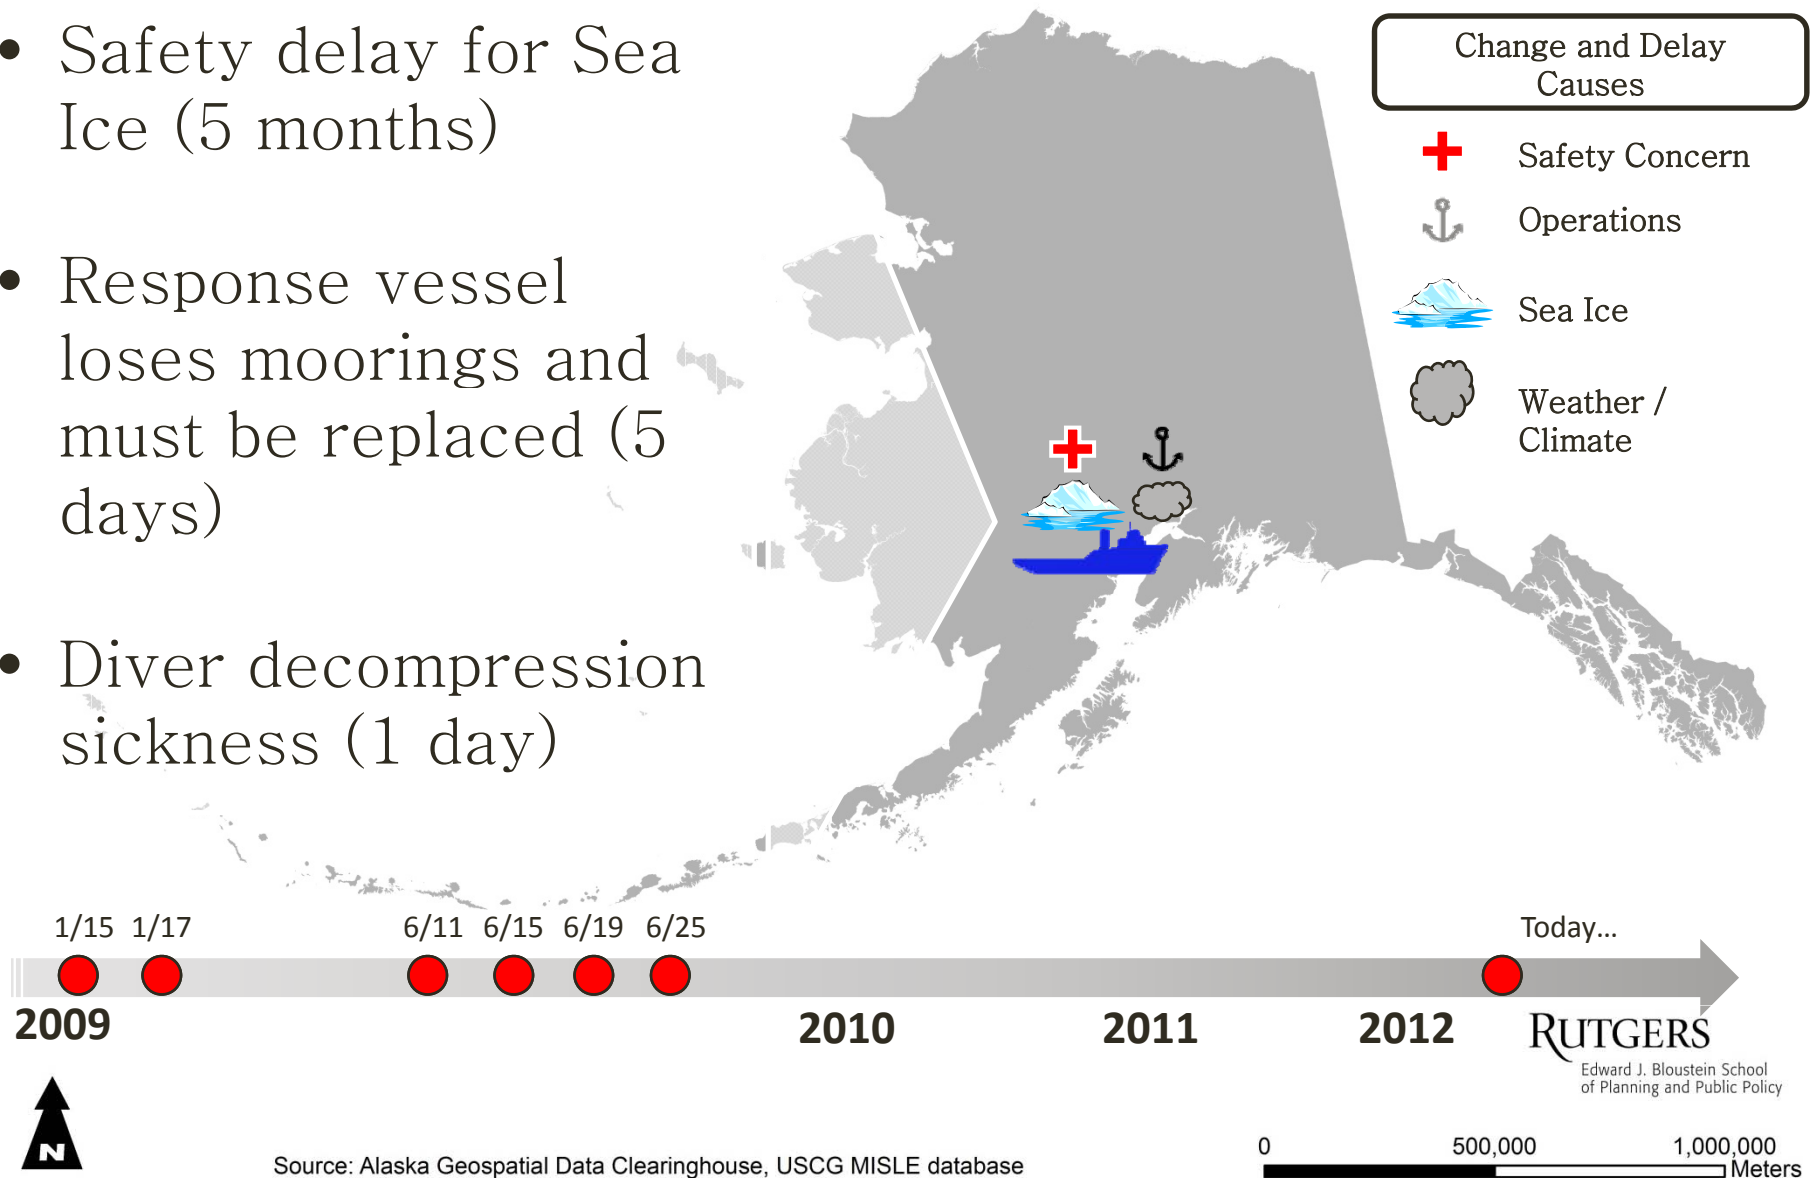 • Safety delay for Sea
Ice (5 months)
• Response vessel
loses moorings and
must be replaced (5
days)
• Diver decompression
sickness (1 day)
Change and Delay
Causes
Safety Concern
Operations
Sea Ice
Weather /
Climate
1/15 1/17 6/11 6/15 6/19 6/25 Today...
2009 2010 2011 2012
RUTGERS
Edward J. Bloustein School
of Planning and Public Policy
N
Source: Alaska Geospatial Data Clearinghouse, USCG MISLE database
0 500,000 1,000,000
Meters